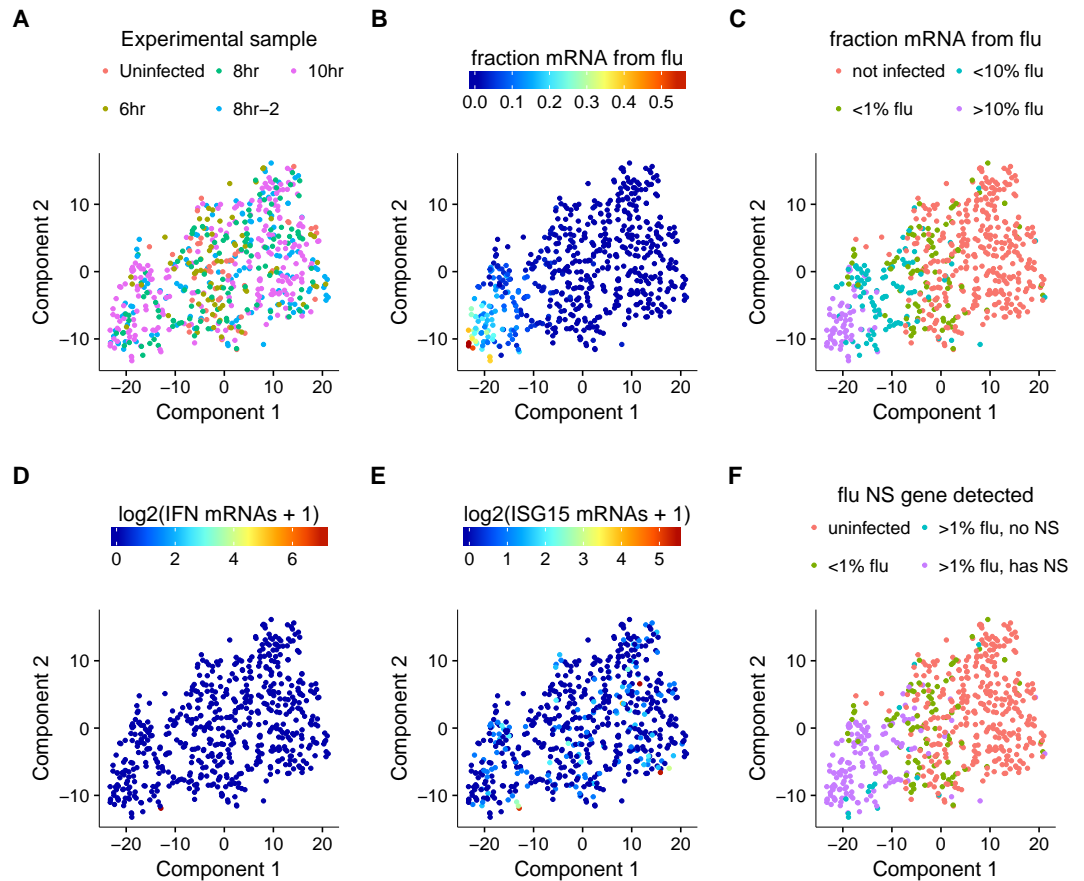 A
Experimental sample
Uninfected 8hr 10hr
6hr 8hr−2
10
0
−10
Component 2
−20 −10 0 10 20
Component 1
B
fraction mRNA from flu
0.0 0.1 0.2 0.3 0.4 0.5
10
0
−10
Component 2
−20 −10 0 10 20
Component 1
C
fraction mRNA from flu
not infected <10% flu
<1% flu >10% flu
10
0
−10
Component 2
−20 −10 0 10 20
Component 1
D
log2(IFN mRNAs + 1)
0 2 4 6
10
0
−10
Component 2
−20 −10 0 10 20
Component 1
E
log2(ISG15 mRNAs + 1)
0 1 2 3 4 5
10
0
−10
Component 2
−20 −10 0 10 20
Component 1
F
flu NS gene detected
uninfected >1% flu, no NS
<1% flu >1% flu, has NS
10
0
−10
Component 2
−20 −10 0 10 20
Component 1